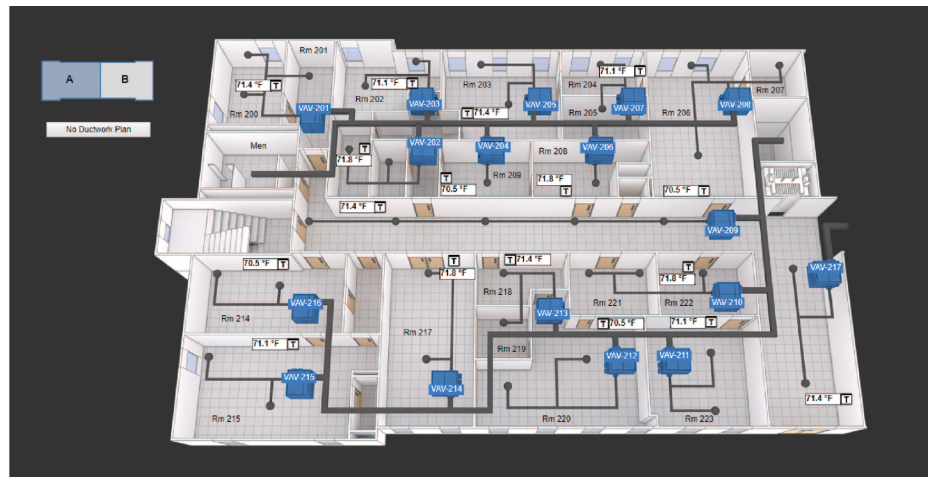 A B
No Ductwork Plan
Rm 201
71.4 °F T
Rm 200
VAV-201
Rm 202
71.1 °F T
VAV-203
Rm 203
71.4 °F T
VAV-205
Rm 204
71.1 °F T
Rm 205
VAV-207
Rm 206
VAV-208
Rm 207
Men
71.8 °F T
VAV-202
VAV-204
Rm 208
VAV-206
T
70.5 °F
Rm 209
71.8 °F
T
70.5 °F T
71.4 °F T
VAV-209
70.5 °F T
VAV-216
Rm 214
T
71.8 °F
Rm 217
T 71.4 °F
Rm 218
VAV-213
Rm 221
T
71.8 °F
Rm 222
VAV-210
VAV-217
71.1 °F T
VAV-215
Rm 215
VAV-214
Rm 219
T 70.5 °F
VAV-212
Rm 220
71.1 °F T
VAV-211
Rm 223
71.4 °F T